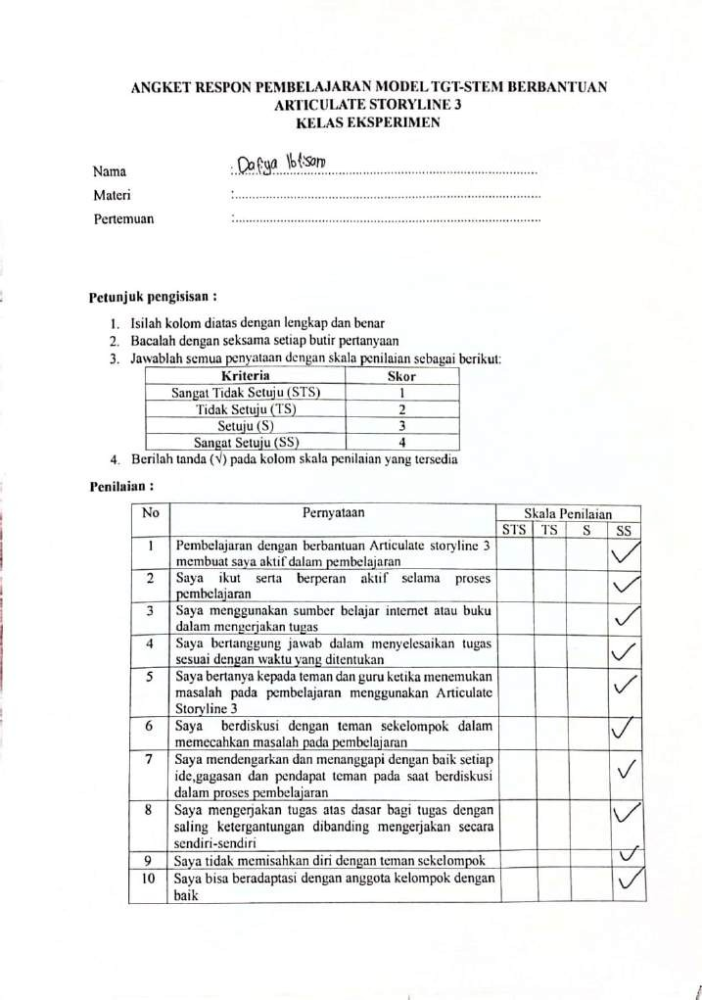 ANGKET RESPON PEMBELAJARAN MODEL TGT-STEM BERBANTUAN
ARTICULATE STORYLINE 3
KELAS EKSPERIMEN
Nama : Dafya Ibtisam
Materi :
Pertemuan :
Petunjuk pengisisan :
1. Isilah kolom diatas dengan lengkap dan benar
2. Bacalah dengan seksama setiap butir pertanyaan
3. Jawablah semua penyataan dengan skala penilaian sebagai berikut:
Kriteria Skor
Sangat Tidak Setuju (STS) 1
Tidak Setuju (TS) 2
Setuju (S) 3
Sangat Setuju (SS) 4
4. Berilah tanda (√) pada kolom skala penilaian yang tersedia
Penilaian :
No Pernyataan Skala Penilaian
STS TS S SS
1 Pembelajaran dengan berbantuan Articulate storyline 3 ✓
membuat saya aktif dalam pembelajaran
2 Saya ikut serta berperan aktif selama proses ✓
pembelajaran
3 Saya menggunakan sumber belajar internet atau buku ✓
dalam mengerjakan tugas
4 Saya bertanggung jawab dalam menyelesaikan tugas ✓
sesuai dengan waktu yang ditentukan
5 Saya bertanya kepada teman dan guru ketika menemukan ✓
masalah pada pembelajaran menggunakan Articulate
Storyline 3
6 Saya berdiskusi dengan teman sekelompok dalam ✓
memecahkan masalah pada pembelajaran
7 Saya mendengarkan dan menanggapi dengan baik setiap ✓
ide,gagasan dan pendapat teman pada saat berdiskusi
dalam proses pembelajaran
8 Saya mengerjakan tugas atas dasar bagi tugas dengan ✓
saling ketergantungan dibanding mengerjakan secara
sendiri-sendiri
9 Saya tidak memisahkan diri dengan teman sekelompok ✓
10 Saya bisa beradaptasi dengan anggota kelompok dengan ✓
baik